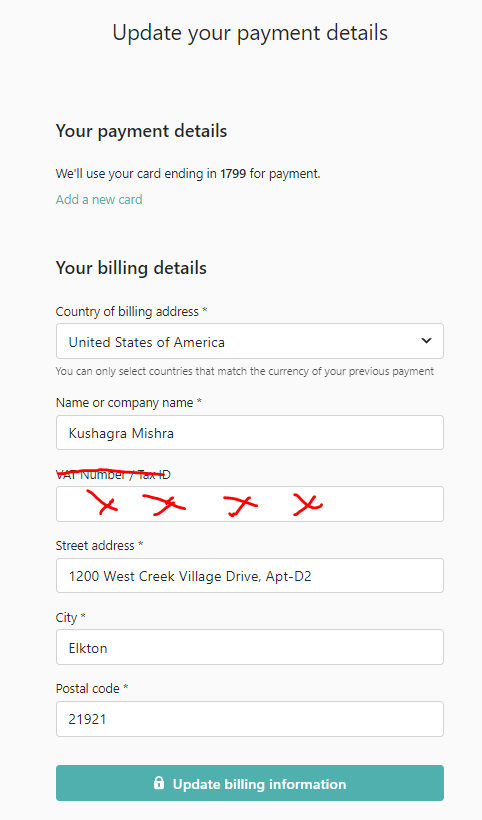 Update your payment details
Your payment details
We'll use your card ending in 1799 for payment.
Add a new card
Your billing details
Country of billing address *
United States of America
You can only select countries that match the currency of your previous payment
Name or company name *
Kushagra Mishra
VAT Number / Tax ID
Street address *
1200 West Creek Village Drive, Apt-D2
City *
Elkton
Postal code *
21921
Update billing information